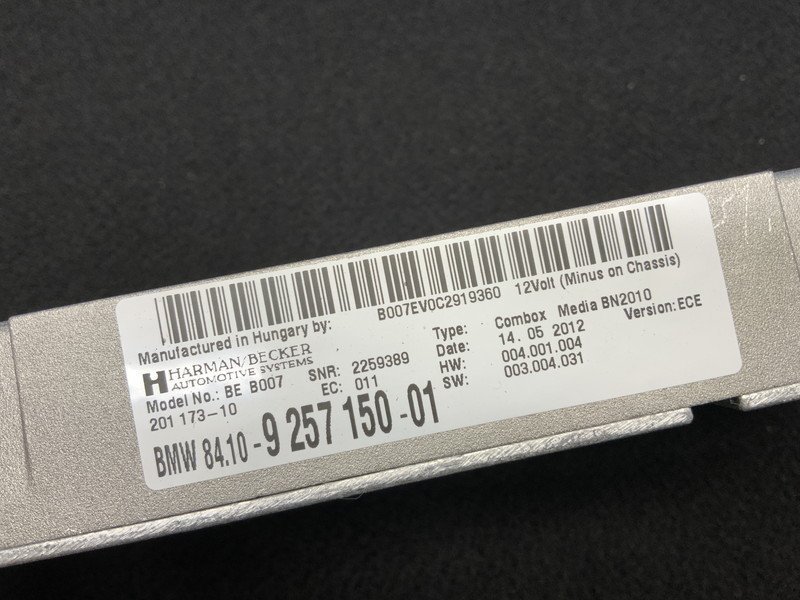 B007EV0C2919360 12Volt (Minus on Chassis)
Manufactured in Hungary by:
HARMAN/BECKER
AUTOMOTIVE SYSTEMS
Model No.: BE B007 SNR: 2259389
201 173-10 EC: 011
Type: Combox Media BN2010
Date: 14. 05 2012 Version: ECE
HW: 004.001.004
SW: 003.004.031
BMW 84.10-9 257 150-01